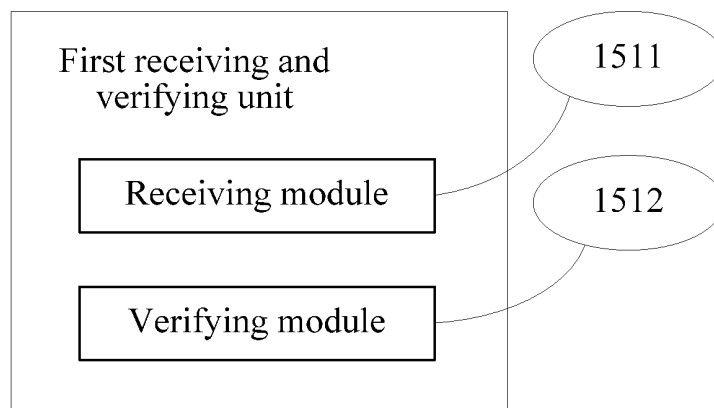 First receiving and
verifying unit
1511
Receiving module
1512
Verifying module